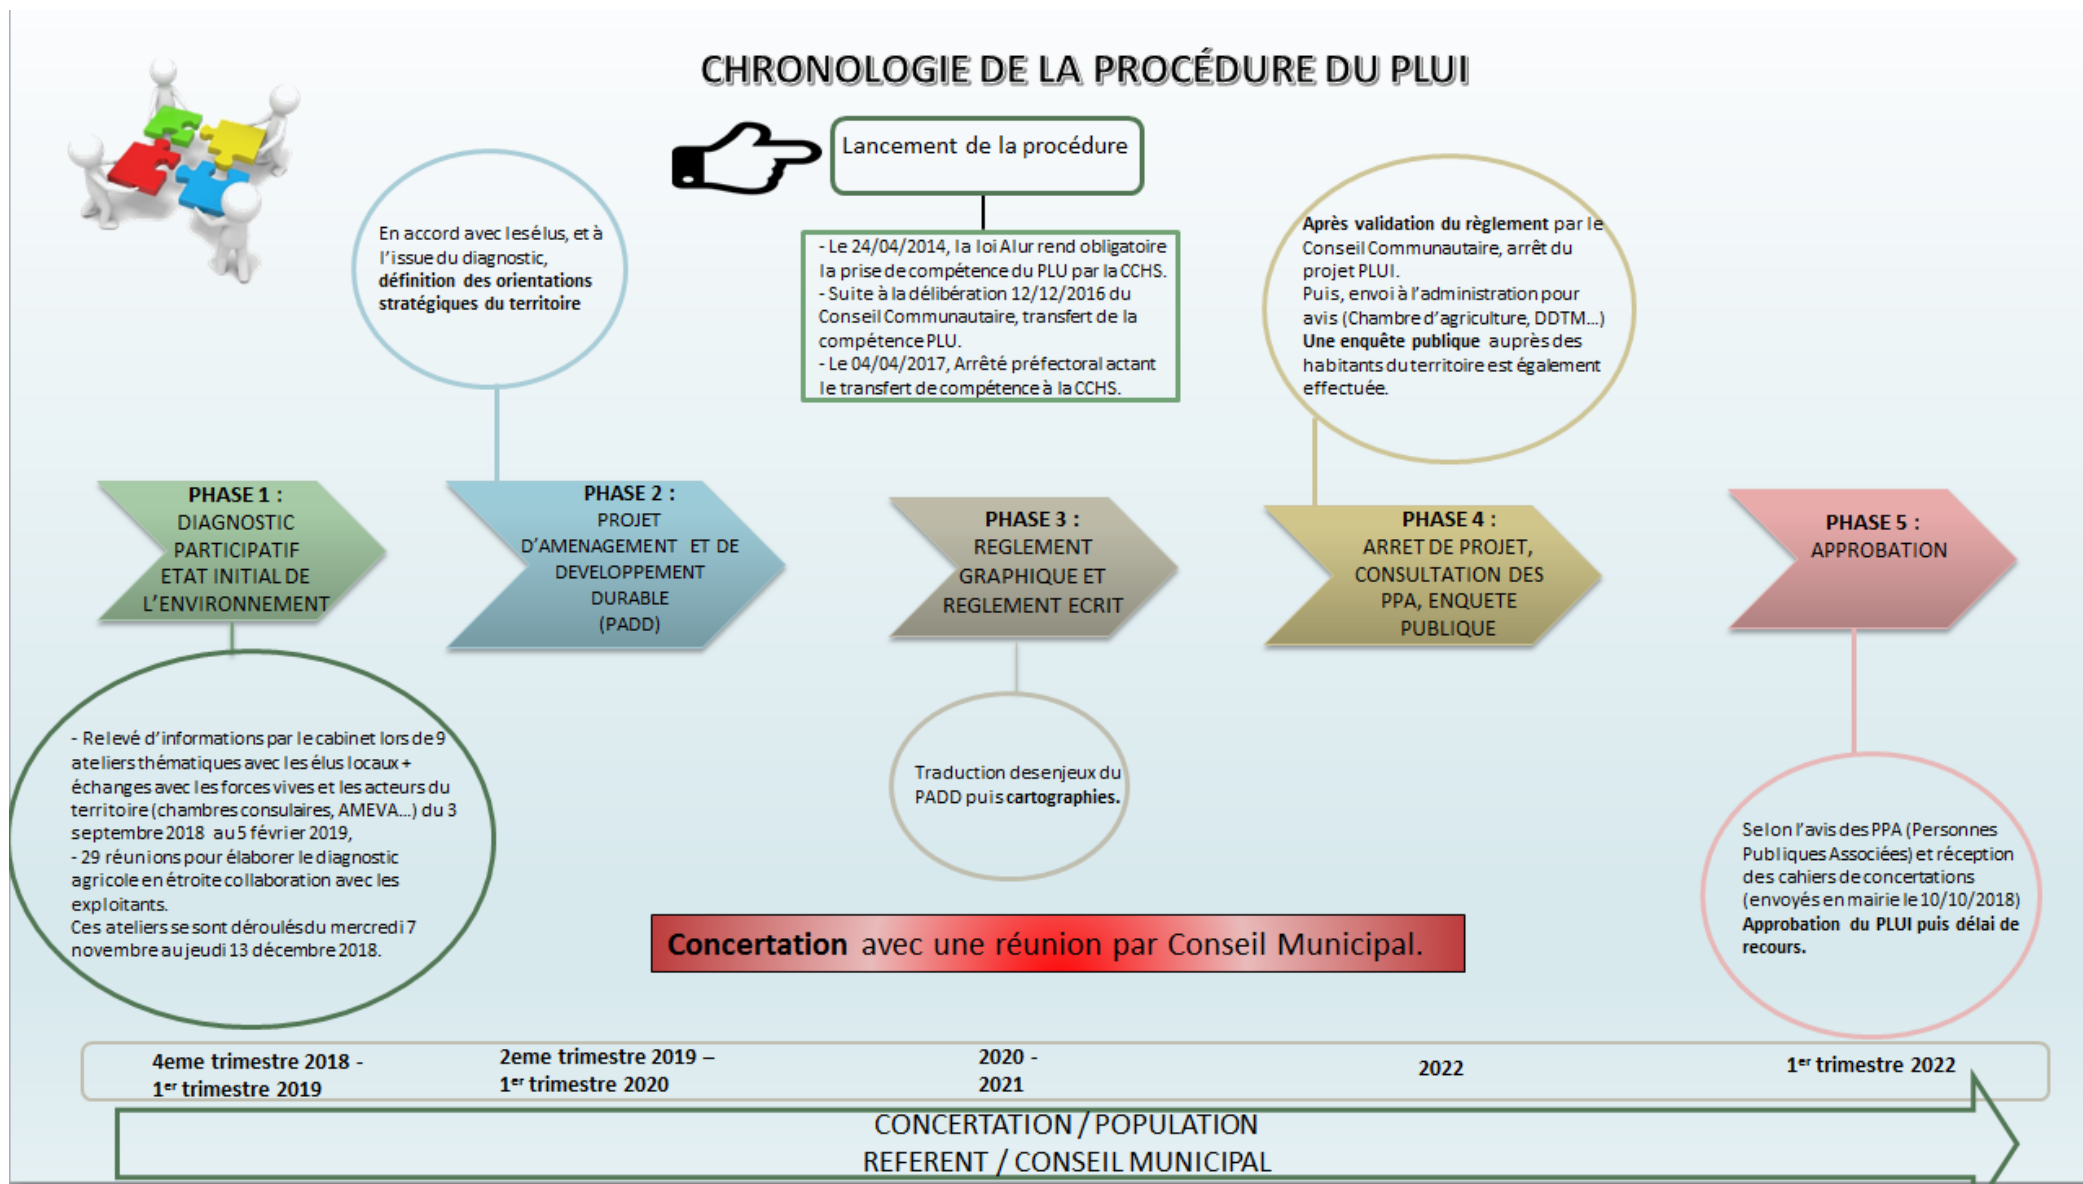 CHRONOLOGIE DE LA PROCÉDURE DU PLUI
Lancement de la procédure
- Le 24/04/2014, la loi Alur rend obligatoire
la prise de compétence du PLU par la CCHS.
- Suite à la délibération 12/12/2016 du
Conseil Communautaire, transfert de la
compétence PLU.
- Le 04/04/2017, Arrêté préfectoral actant
le transfert de compétence à la CCHS.
En accord avec lesélus, et à
l'issue du diagnostic,
définition des orientations
stratégiques du territoire
Après validation du règlement par le
Conseil Communautaire, arrêt du
projet PLUI.
Puis, envoi à l'administration pour
avis (Chambre d'agriculture, DDTM...)
Une enquête publique auprès des
habitants du territoire est également
effectuée.
PHASE 1 :
DIAGNOSTIC
PARTICIPATIF
ETAT INITIAL DE
L'ENVIRONNEMENT
PHASE 2 :
PROJET
D'AMENAGEMENT ET DE
DEVELOPPEMENT
DURABLE
(PADD)
PHASE 3 :
REGLEMENT
GRAPHIQUE ET
REGLEMENT ECRIT
PHASE 4 :
ARRET DE PROJET,
CONSULTATION DES
PPA, ENQUETE
PUBLIQUE
PHASE 5 :
APPROBATION
- Relevé d'informations par le cabinet lors de 9
ateliers thématiques avec les élus locaux +
échanges avec les forces vives et les acteurs du
territoire (chambres consulaires, AMEVA...) du 3
septembre 2018 au 5 février 2019,
- 29 réunions pour élaborer le diagnostic
agricole en étroite collaboration avec les
exploitants.
Ces ateliers se sont déroulés du mercredi 7
novembre au jeudi 13 décembre 2018.
Traduction desenjeux du
PADD puis cartographies.
Selon l'avis des PPA (Personnes
Publiques Associées) et réception
des cahiers de concertations
(envoyés en mairie le 10/10/2018)
Approbation du PLUI puis délai de
recours.
Concertation avec une réunion par Conseil Municipal.
4eme trimestre 2018 -
1er trimestre 2019
2eme trimestre 2019 –
1er trimestre 2020
2020 -
2021
2022
1er trimestre 2022
CONCERTATION / POPULATION
REFERENT / CONSEIL MUNICIPAL